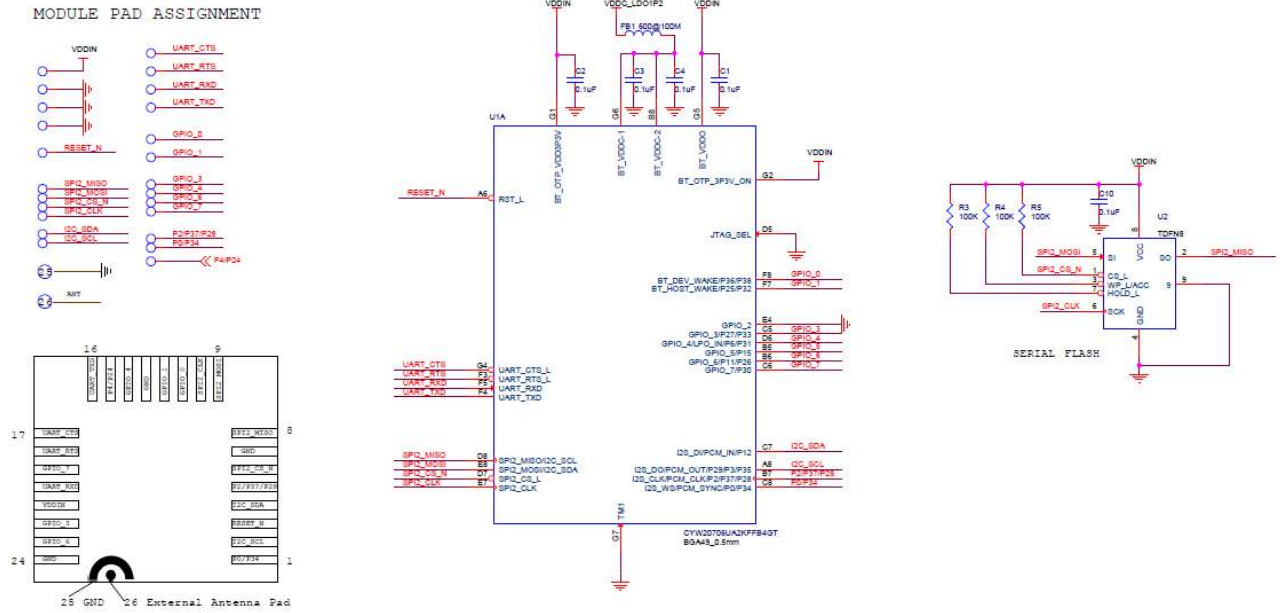 MODULE PAD ASSIGNMENT
VDDIN
UART_CTS
UART_RTS
UART_RXD
UART_TXD
GPIO_0
RESET_N
GPIO_1
SPI2_MISO
SPI2_MOSI
SPI2_CS_N
SPI2_CLK
GPIO_3
GPIO_4
GPIO_6
GPIO_7
I2C_SDA
I2C_SCL
P2/P37/P28
P0/P34
P4/P24
25
26
ANT
16
9
UART_TXD
P4/P24
GPIO_4
GND
GPIO_1
GPIO_0
SPI2_CLK
SPI2_MOSI
17
UART_CTS
SPI2_MISO
8
UART_RTS
GND
GPIO_7
SPI2_CS_N
UART_RXD
P2/P37/P28
VDDIN
I2C_SDA
GPIO_3
RESET_N
GPIO_6
I2C_SCL
24
GND
P0/P34
1
25 GND
26 External Antenna Pad
VDDIN
VDDC_LDO1P2
VDDIN
FB1 600@100M
C2
0.1uF
C3
0.1uF
C4
0.1uF
C1
0.1uF
U1A
G1
G6
B8
G5
BT_OTP_VDD3P3V
BT_VDDC-1
BT_VDDC-2
BT_VDDO
VDDIN
BT_OTP_3P3V_ON
G2
RESET_N
A6
RST_L
JTAG_SEL
D5
BT_DEV_WAKE/P36/P38
F8
GPIO_0
BT_HOST_WAKE/P25/P32
F7
GPIO_1
GPIO_2
E4
GPIO_3/P27/P33
C5
GPIO_3
GPIO_4/LPO_IN/P6/P31
D6
GPIO_4
GPIO_5/P15
B5
GPIO_5
GPIO_6/P11/P26
B6
GPIO_6
GPIO_7/P30
C6
GPIO_7
UART_CTS
G4
UART_CTS_L
UART_RTS
F3
UART_RTS_L
UART_RXD
F5
UART_RXD
UART_TXD
F4
UART_TXD
I2S_DI/PCM_IN/P12
C7
I2C_SDA
SPI2_MISO
D8
SPI2_MISO/I2C_SCL
SPI2_MOSI
E8
SPI2_MOSI/I2C_SDA
SPI2_CS_N
D7
SPI2_CS_L
SPI2_CLK
E7
SPI2_CLK
I2S_DO/PCM_OUT/P29/P3/P35
A8
I2C_SCL
I2S_CLK/PCM_CLK/P2/P37/P28
B7
P2/P37/P28
I2S_WS/PCM_SYNC/P0/P34
C8
P0/P34
TM1
G7
CYW20706UA2KFFB4GT
BGA49_0.5mm
VDDIN
R3
100K
R4
100K
R5
100K
C10
0.1uF
U2
TDFN8
8
VCC
SPI2_MOSI
5
SI
SO
2
SPI2_MISO
SPI2_CS_N
1
CS_L
3
WP_L/ACC
7
HOLD_L
9
9
SPI2_CLK
6
SCK
GND
4
SERIAL FLASH